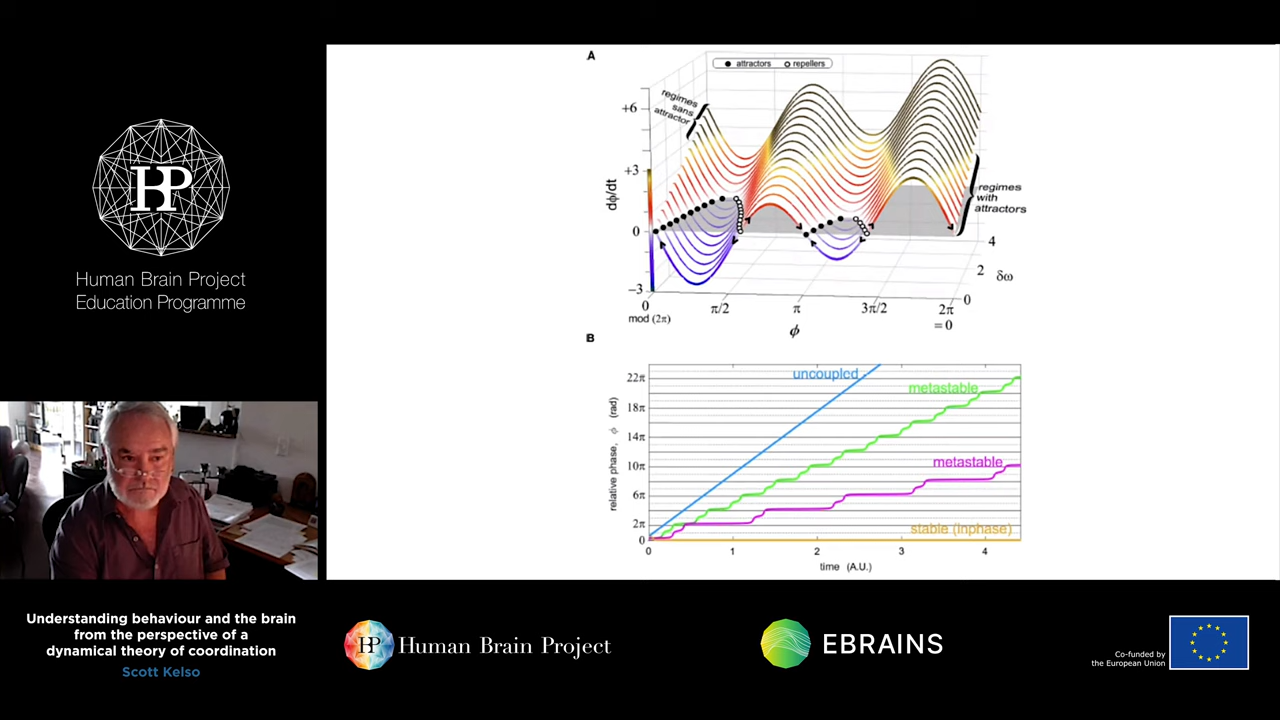 HP
Human Brain Project
Education Programme
A
attractors
repellers
regimes
sans
attractor
+6
+3
0
−3
dϕ/dt
regimes
with
attractors
4
2
0
δω
0
π/2
π
3π/2
2π
mod (2π)
= 0
ϕ
B
uncoupled
metastable
metastable
stable (inphase)
22π
18π
14π
10π
6π
2π
0
relative phase, ϕ (rad)
0
1
2
3
4
time (A.U.)
Understanding behaviour and the brain
from the perspective of a
dynamical theory of coordination
Scott Kelso
HP
Human Brain Project
EBRAINS
Co-funded by
the European Union